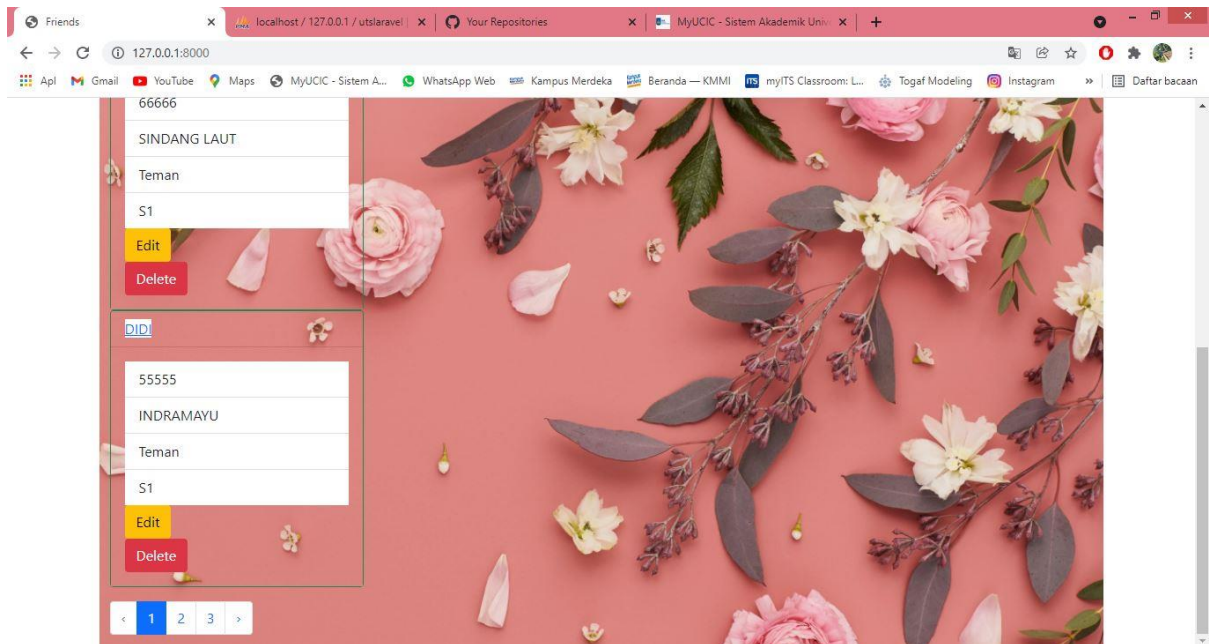 Friends
localhost / 127.0.0.1 / utslaravel |
Your Repositories
MyUCIC - Sistem Akademik Univ
127.0.0.1:8000
Apl
Gmail
YouTube
Maps
MyUCIC - Sistem A...
WhatsApp Web
Kampus Merdeka
Beranda — KMMI
myITS Classroom: L...
Togaf Modeling
Instagram
»
Daftar bacaan
66666
SINDANG LAUT
Teman
S1
Edit
Delete
DIDI
55555
INDRAMAYU
Teman
S1
Edit
Delete
‹ 1 2 3 ›